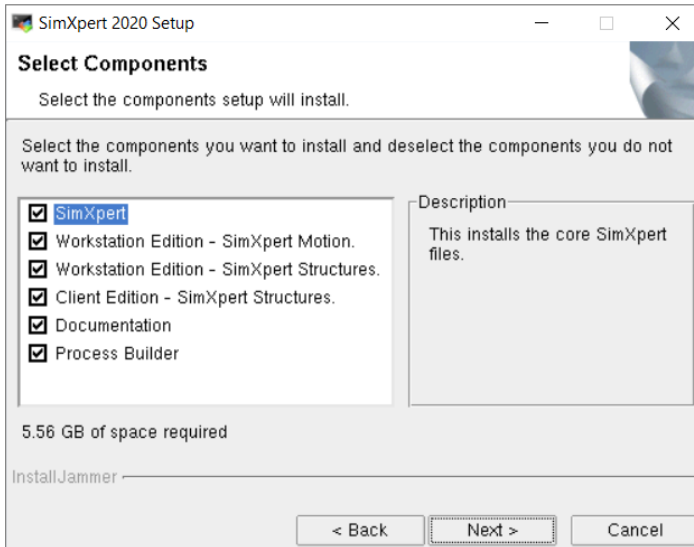 SimXpert 2020 Setup
Select Components
Select the components setup will install.
Select the components you want to install and deselect the components you do not
want to install.
SimXpert
Workstation Edition - SimXpert Motion.
Workstation Edition - SimXpert Structures.
Client Edition - SimXpert Structures.
Documentation
Process Builder
Description
This installs the core SimXpert
files.
5.56 GB of space required
InstallJammer
< Back
Next >
Cancel